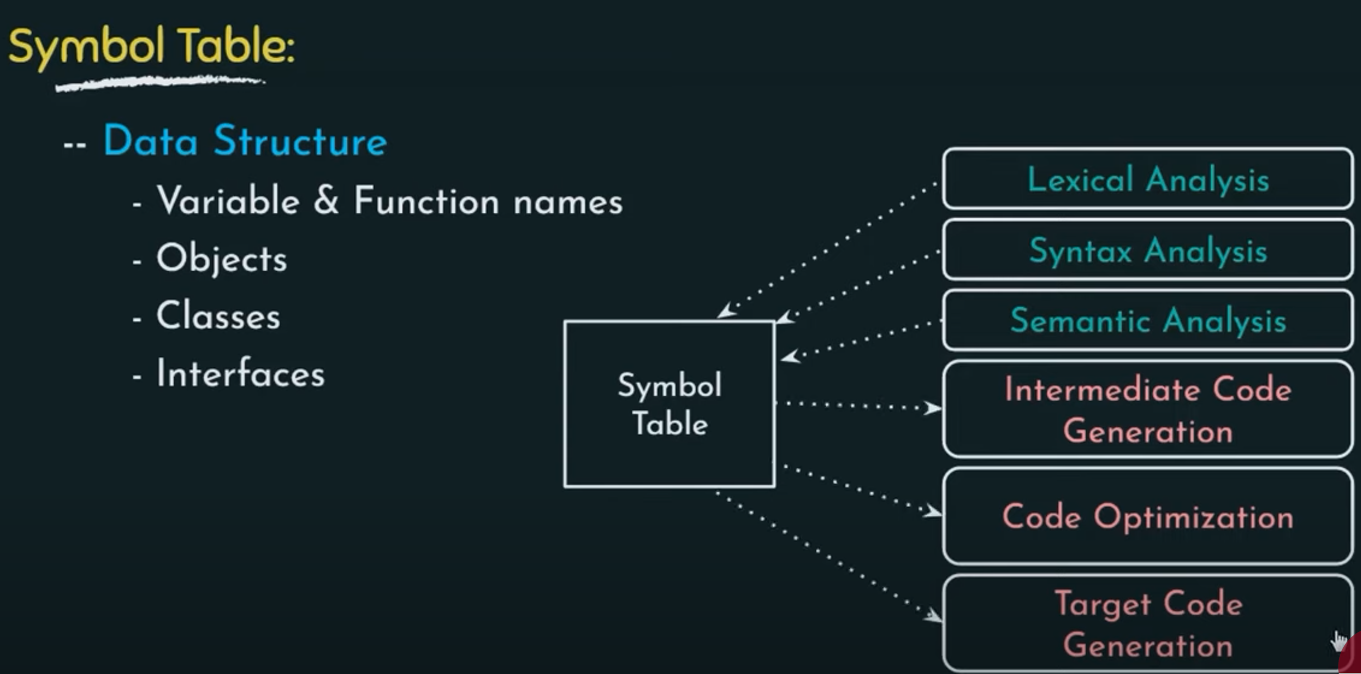 Symbol Table:
-- Data Structure
- Variable & Function names
- Objects
- Classes
- Interfaces
Symbol
Table
Lexical Analysis
Syntax Analysis
Semantic Analysis
Intermediate Code
Generation
Code Optimization
Target Code
Generation